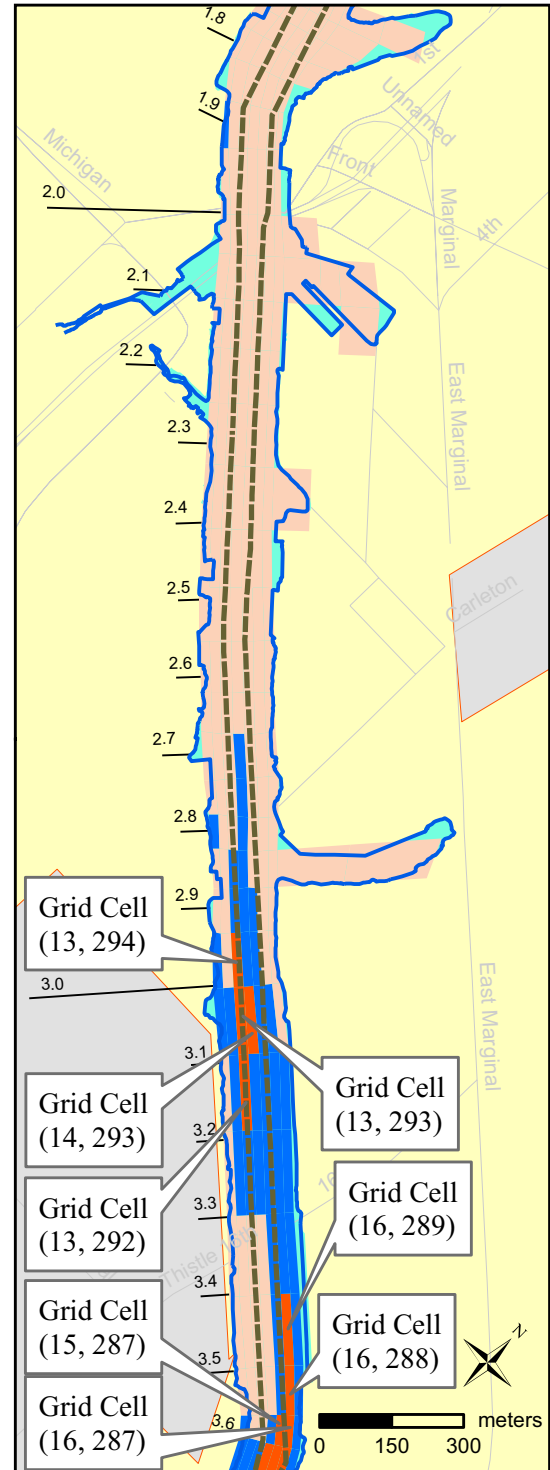 1.8
1st
Unnamed
1.9
Michigan
Front
Marginal
2.0
4th
2.1
2.2
East Marginal
2.3
2.4
2.5
Carleton
2.6
2.7
2.8
2.9
Grid Cell
(13, 294)
3.0
East Marginal
3.1
Grid Cell
(13, 293)
Grid Cell
(14, 293)
3.2
Grid Cell
(16, 289)
Grid Cell
(13, 292)
3.3
Thistle 16th
3.4
Grid Cell
(15, 287)
Grid Cell
(16, 288)
3.5
N
Grid Cell
(16, 287)
3.6
meters
0 150 300